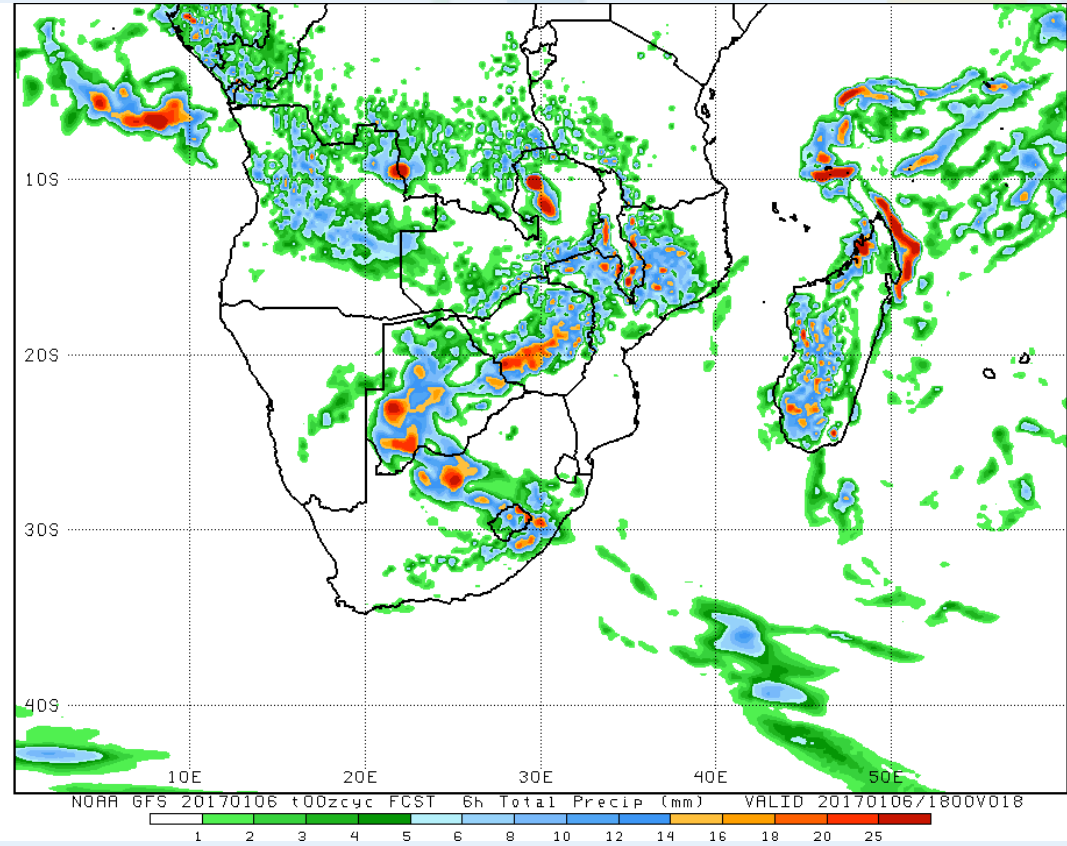 10S
20S
30S
40S
10E 20E 30E 40E 50E
NOAA GFS 20170106 t00zcyc FCST 6h Total Precip (mm) VALID 20170106/1800V018
1 2 3 4 5 6 8 10 12 14 16 18 20 25